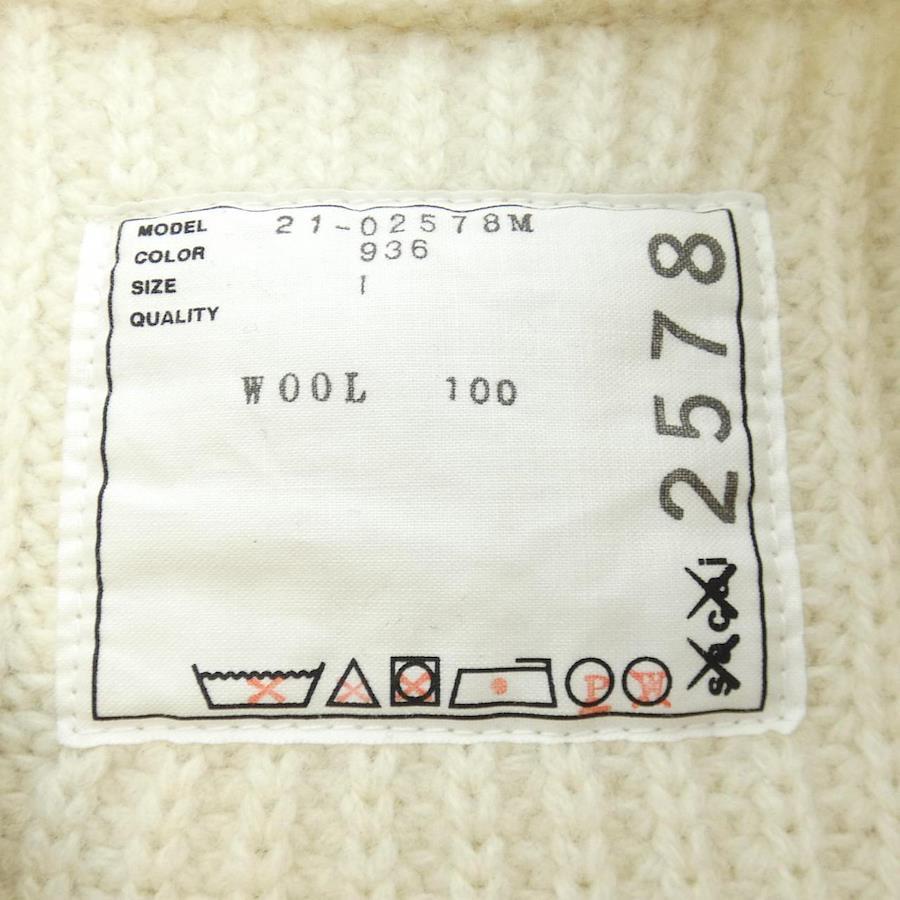 MODEL 21-02578M
COLOR 936
SIZE 1
QUALITY
WOOL 100
P W
sacai 2578